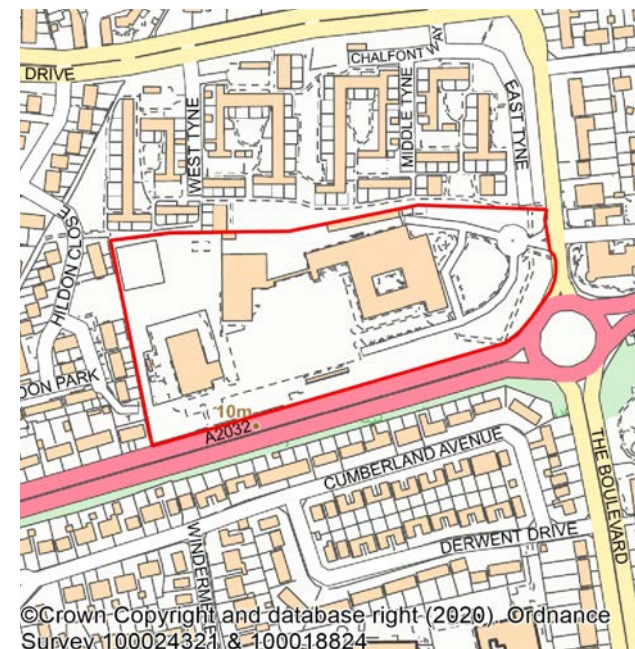 DRIVE
CHALFONT WAY
WEST TYNE
MIDDLE TYNE
EAST TYNE
HILDON CLOSE
DON PARK
10m
A2032
CUMBERLAND AVENUE
THE BOULEVARD
DERWENT DRIVE
WINDERME
©Crown Copyright and database right (2020). Ordnance
Survey 100024321 & 100018824